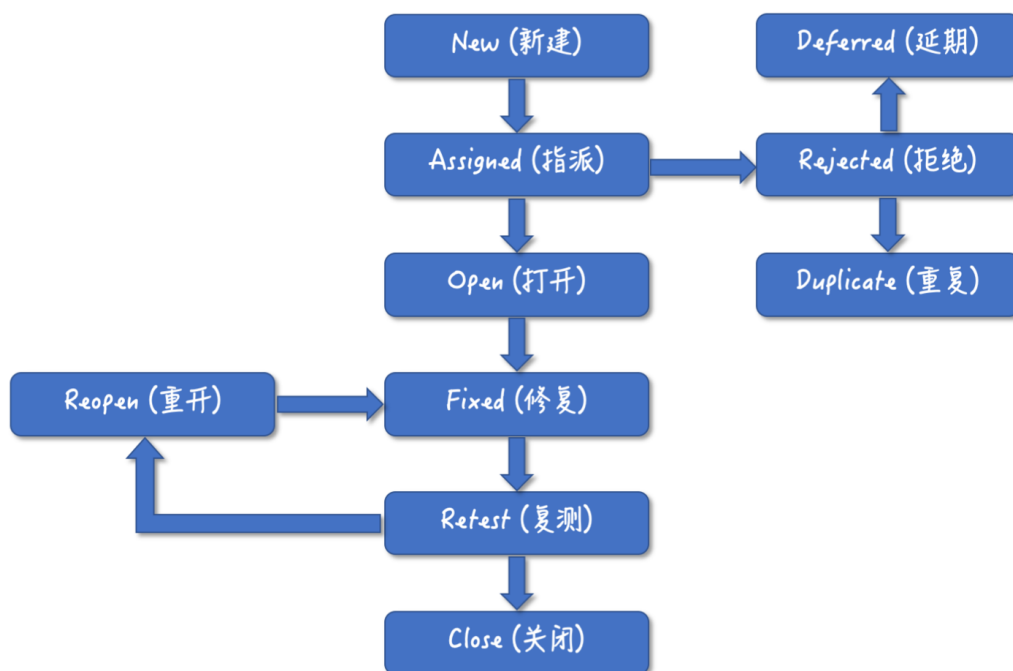 New (新建)
Deferred (延期)
Assigned (指派)
Rejected (拒绝)
Open (打开)
Duplicate (重复)
Reopen (重开)
Fixed (修复)
Retest (复测)
Close (关闭)